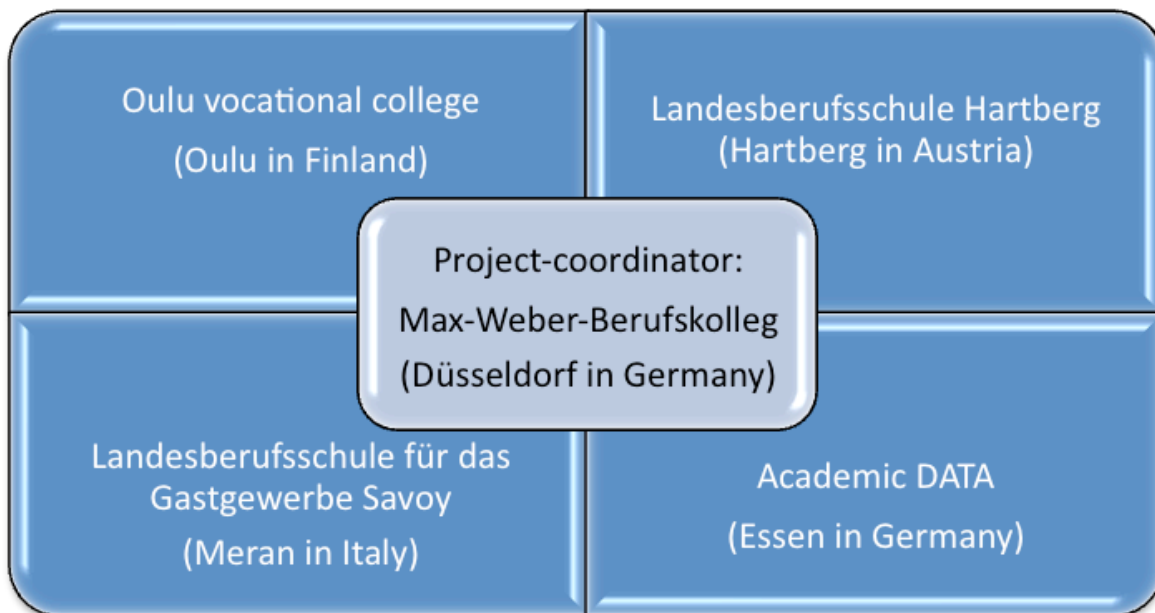 Oulu vocational college
(Oulu in Finland)
Landesberufsschule Hartberg
(Hartberg in Austria)
Project-coordinator:
Max-Weber-Berufskolleg
(Düsseldorf in Germany)
Landesberufsschule für das
Gastgewerbe Savoy
(Meran in Italy)
Academic DATA
(Essen in Germany)